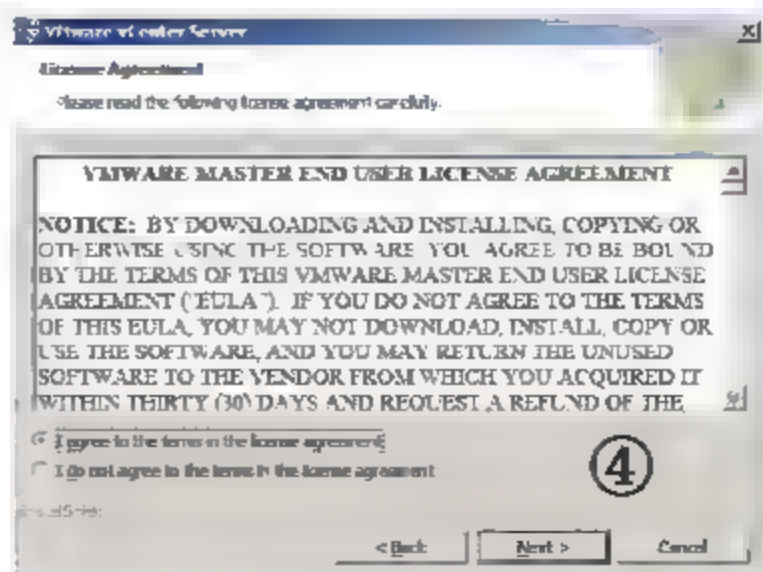 VMware vCenter Server
License Agreement
Please read the following license agreement carefully.
VMWARE MASTER END USER LICENSE AGREEMENT
NOTICE: BY DOWNLOADING AND INSTALLING, COPYING OR
OTHERWISE USING THE SOFTWARE, YOU AGREE TO BE BOUND
BY THE TERMS OF THIS VMWARE MASTER END USER LICENSE
AGREEMENT ("EULA"). IF YOU DO NOT AGREE TO THE TERMS
OF THIS EULA, YOU MAY NOT DOWNLOAD, INSTALL, COPY OR
USE THE SOFTWARE, AND YOU MAY RETURN THE UNUSED
SOFTWARE TO THE VENDOR FROM WHICH YOU ACQUIRED IT
WITHIN THIRTY (30) DAYS AND REQUEST A REFUND OF THE
I agree to the terms in the license agreement
I do not agree to the terms in the license agreement
④
InstallShield
< Back
Next >
Cancel